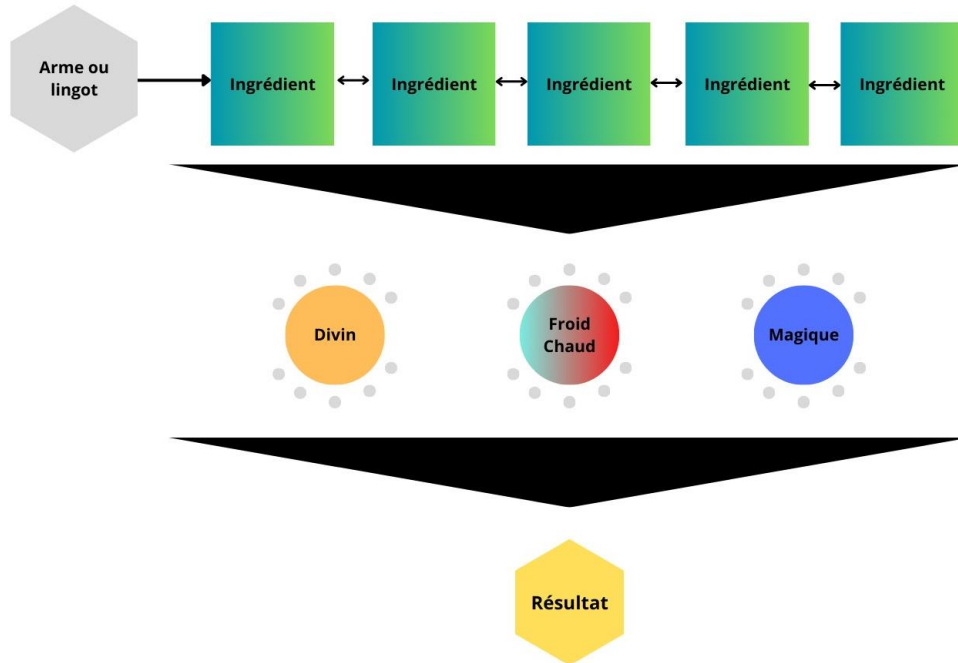 Arme ou
lingot
Ingrédient
Ingrédient
Ingrédient
Ingrédient
Ingrédient
Divin
Froid
Chaud
Magique
Résultat